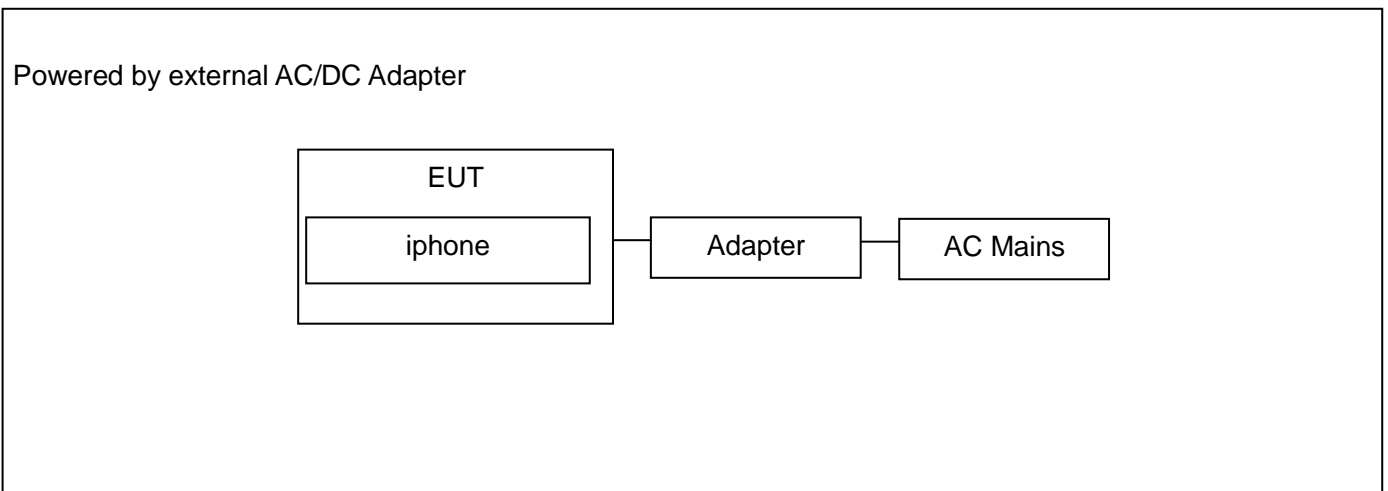 Powered by external AC/DC Adapter
EUT
iphone
Adapter
AC Mains